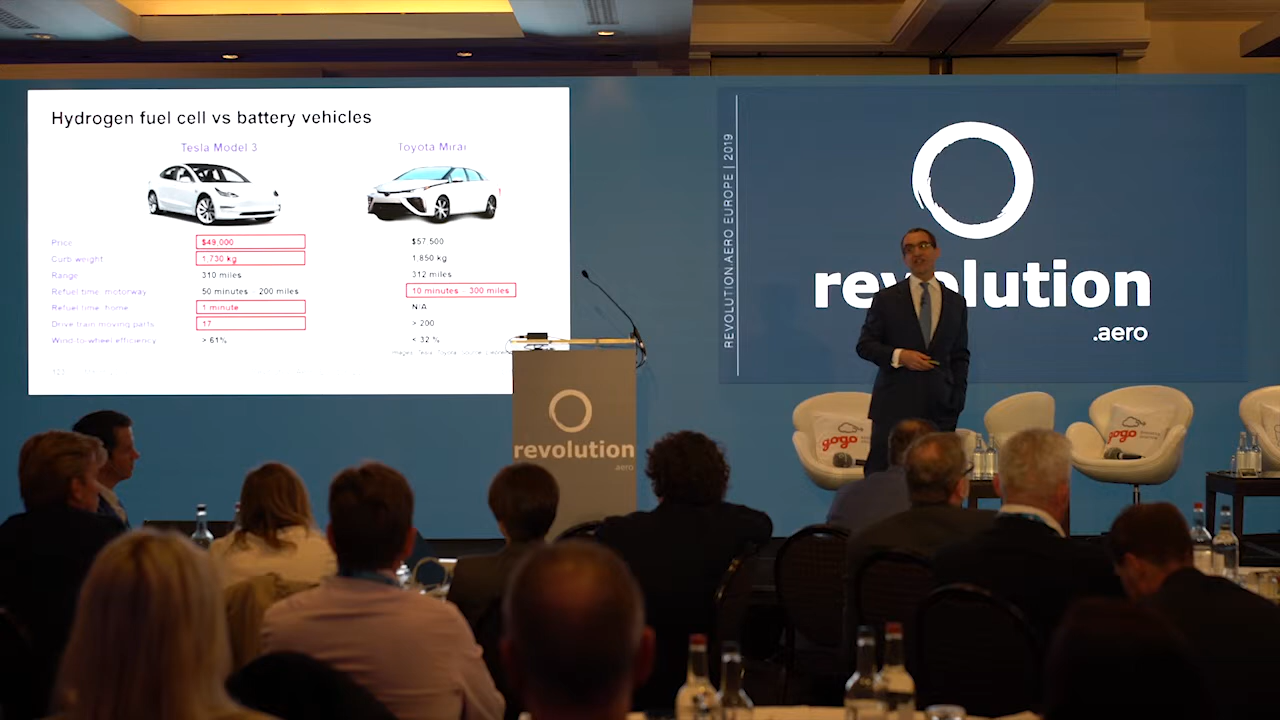 Hydrogen fuel cell vs battery vehicles
Tesla Model 3 Toyota Mirai
Price $49,000 $57 500
Curb weight 1,730 kg 1,850 kg
Range 310 miles 312 miles
Refuel time: motorway 50 minutes - 200 miles 10 minutes - 300 miles
Refuel time: home 1 minute N/A
Drive train moving parts 17 > 200
Wind-to-wheel efficiency > 61% < 32 %
REVOLUTION.AERO EUROPE | 2019
revolution
.aero
revolution
.aero
gogo
gogo